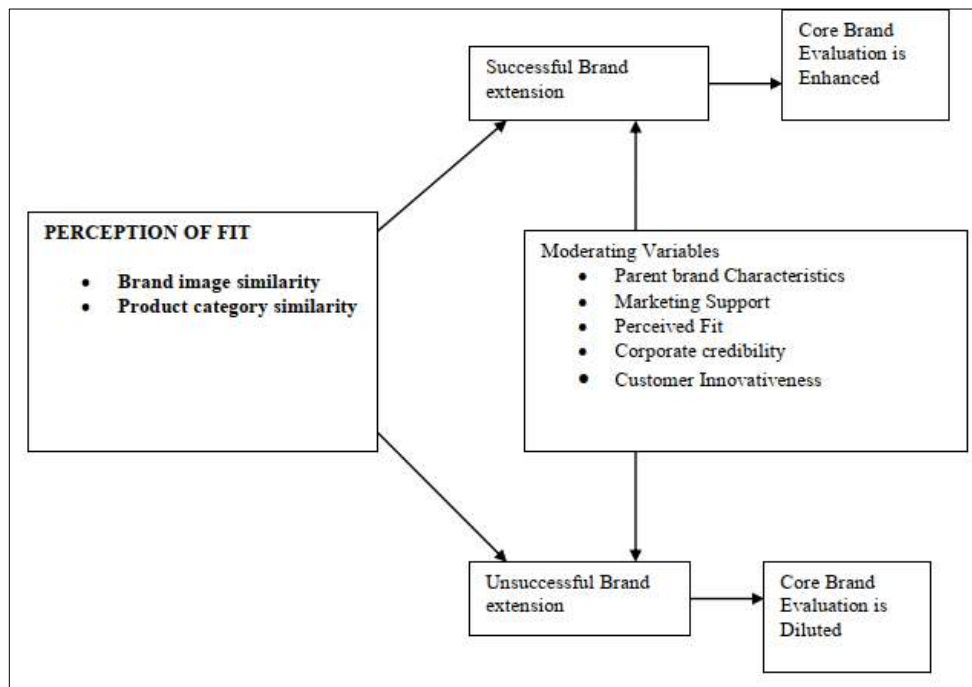 Core Brand
Evaluation is
Enhanced
Successful Brand
extension
PERCEPTION OF FIT
• Brand image similarity
• Product category similarity
Moderating Variables
• Parent brand Characteristics
• Marketing Support
• Perceived Fit
• Corporate credibility
• Customer Innovativeness
Unsuccessful Brand
extension
Core Brand
Evaluation is
Diluted